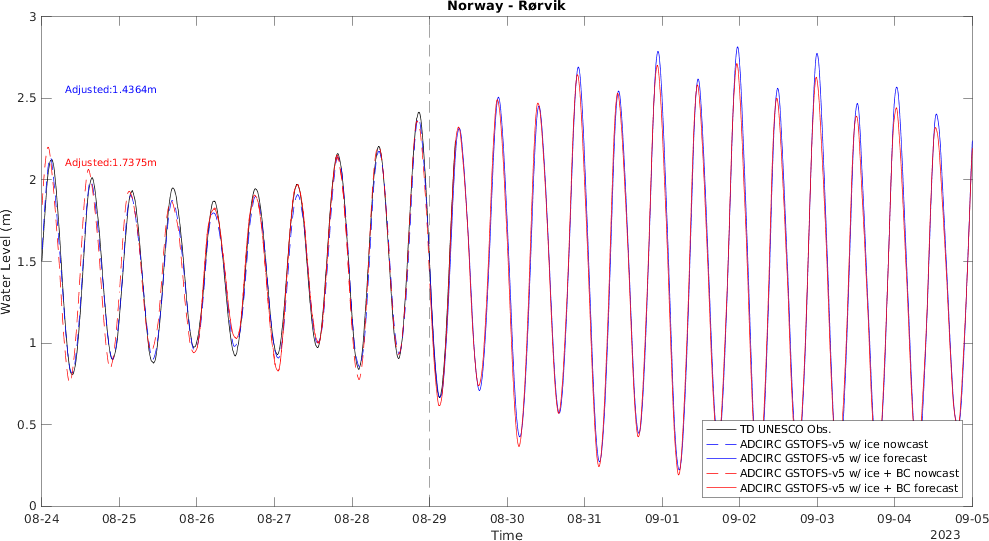 Norway - Rørvik
3
2.5
2
1.5
1
0.5
0
Water Level (m)
Adjusted:1.4364m
Adjusted:1.7375m
TD UNESCO Obs.
ADCIRC GSTOFS-v5 w/ ice nowcast
ADCIRC GSTOFS-v5 w/ ice forecast
ADCIRC GSTOFS-v5 w/ ice + BC nowcast
ADCIRC GSTOFS-v5 w/ ice + BC forecast
08-24 08-25 08-26 08-27 08-28 08-29 08-30 08-31 09-01 09-02 09-03 09-04 09-05
Time
2023